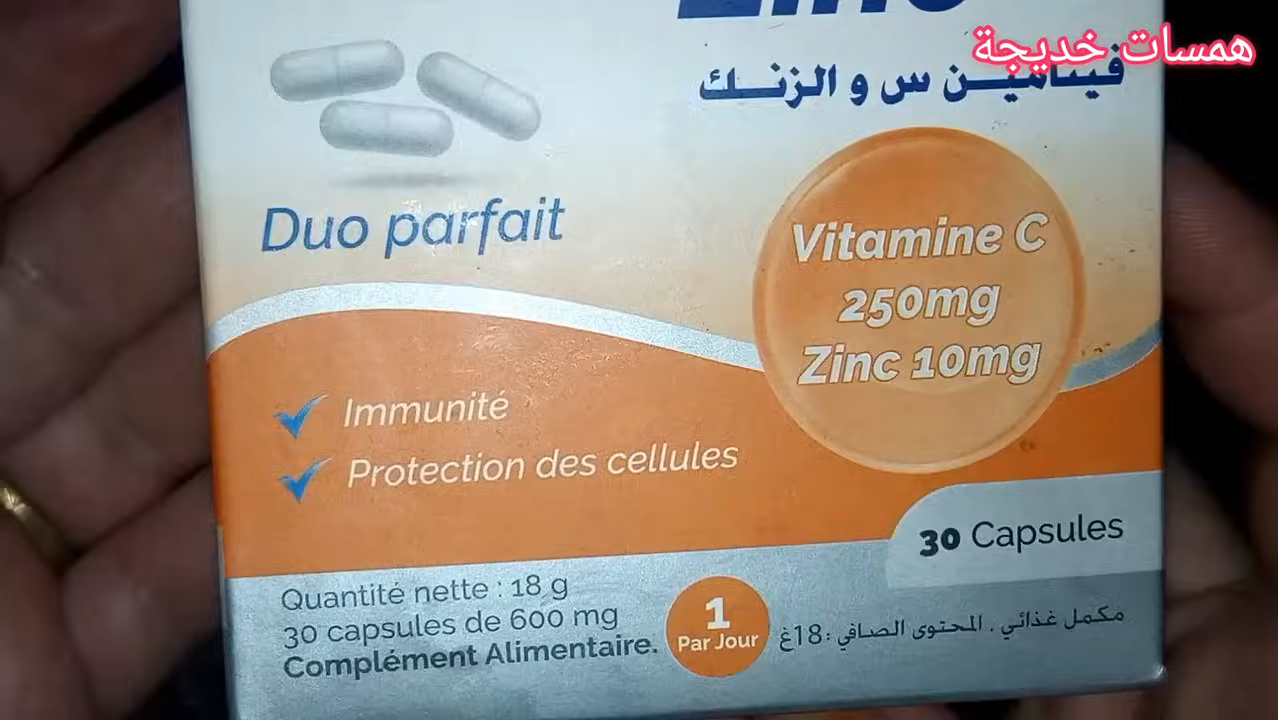 همسات خديجة
Zinc
فيتامين س و الزنك
Duo parfait
Vitamine C
250mg
Zinc 10mg
Immunité
Protection des cellules
30 Capsules
Quantité nette : 18 g
30 capsules de 600 mg
Complément Alimentaire.
1
Par Jour
مكمل غذائي . المحتوى الصافي :18غ